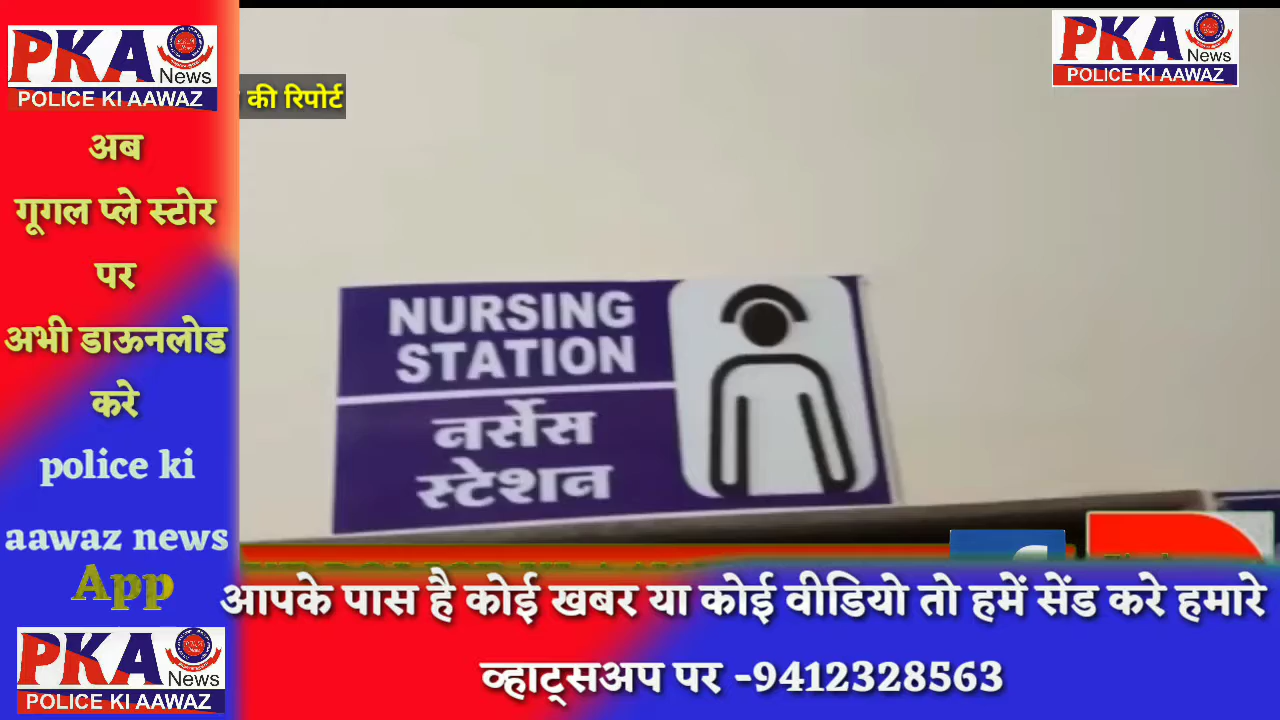 PKA
News
POLICE KI AAWAZ
अब
गूगल प्ले स्टोर
पर
अभी डाऊनलोड
करे
police ki
aawaz news
App
PKA
News
POLICE KI AAWAZ
की रिपोर्ट
PKA
News
POLICE KI AAWAZ
NURSING
STATION
नर्सेस
स्टेशन
आपके पास है कोई खबर या कोई वीडियो तो हमें सेंड करे हमारे
व्हाट्सअप पर -9412328563